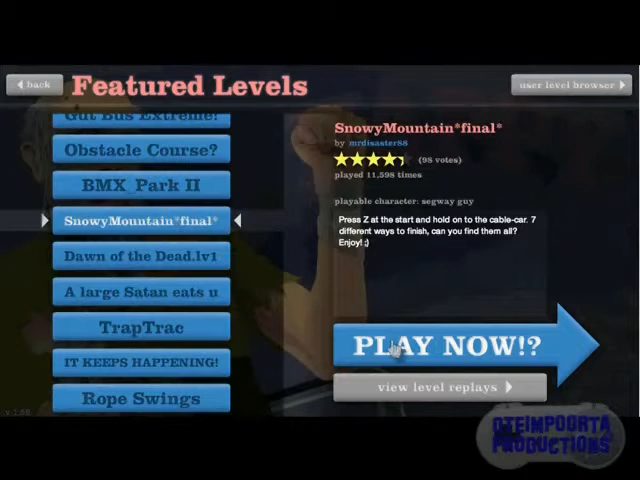 back
Featured Levels
user level browser
Gut Bus Extreme!
Obstacle Course?
BMX_Park II
SnowyMountain*final*
Dawn of the Dead.lv1
A large Satan eats u
TrapTrac
IT KEEPS HAPPENING!
Rope Swings
SnowyMountain*final*
by mrdisaster88
(98 votes)
played 11,598 times
playable character: segway guy
Press Z at the start and hold on to the cable-car. 7
different ways to finish, can you find them all?
Enjoy! ;)
PLAY NOW!?
view level replays
OTEIMPOORTA
PRODUCTIONS